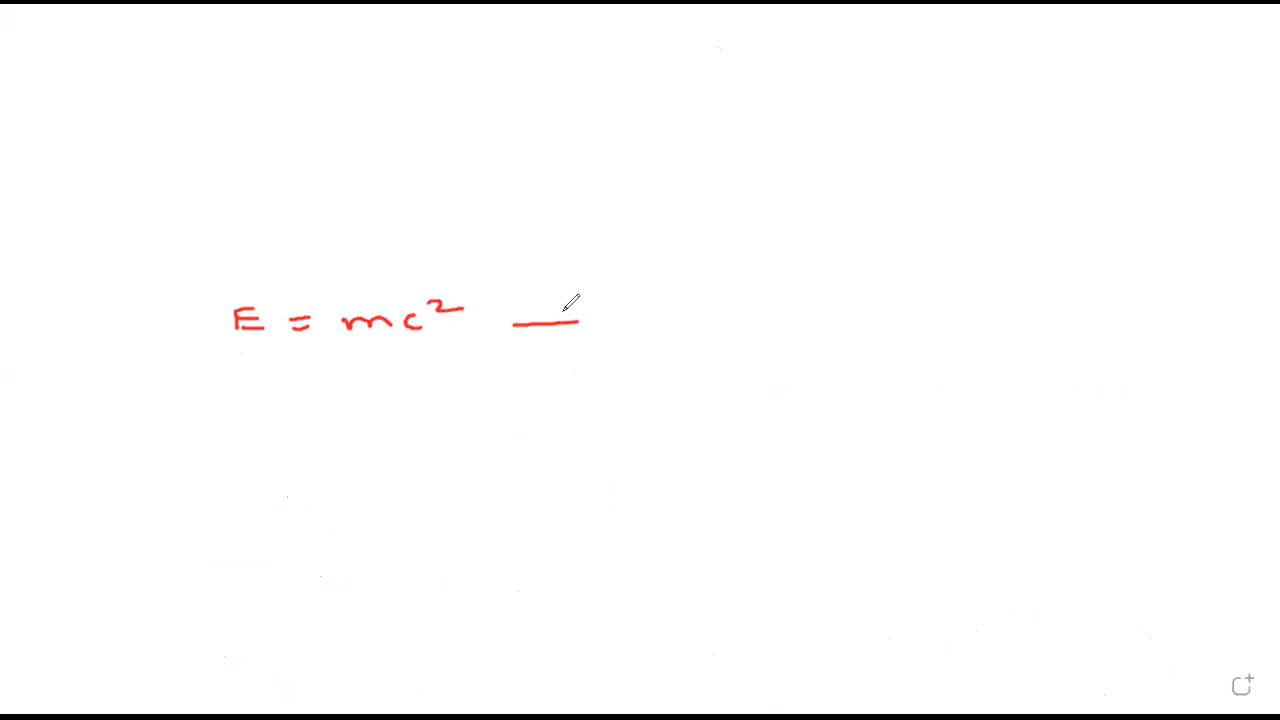 E = mc² —